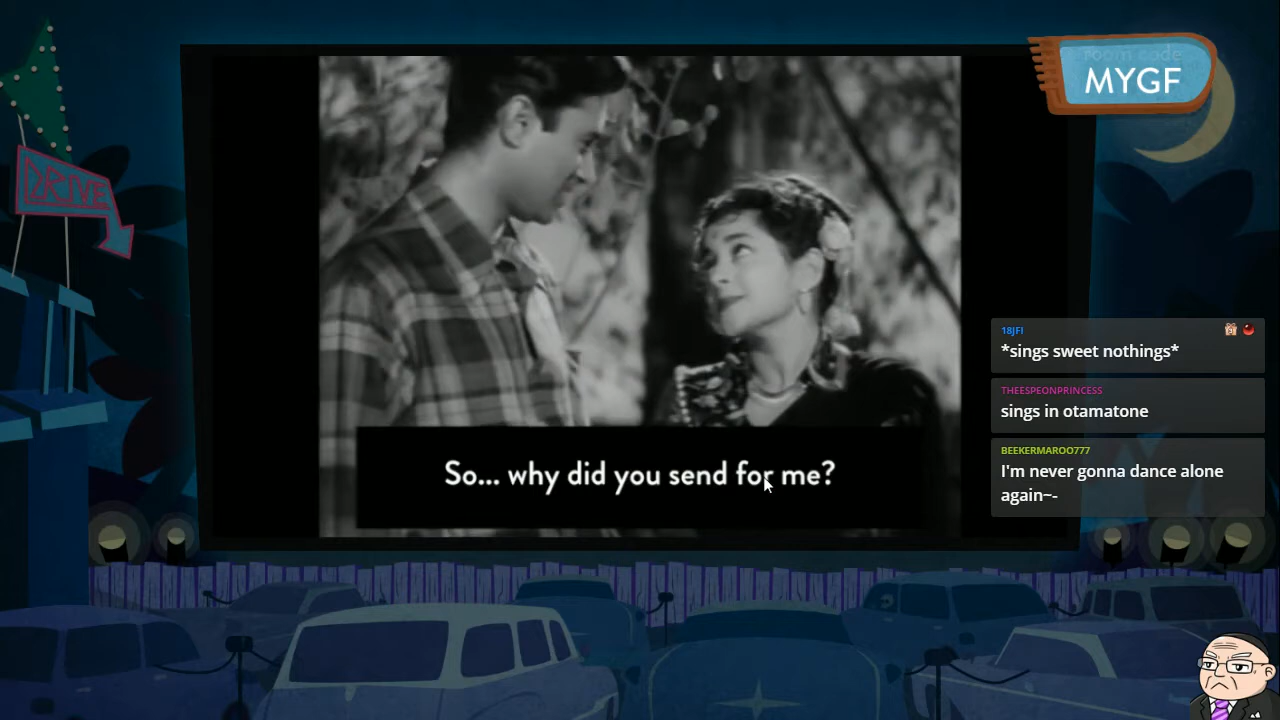 DRIVE
room code
MYGF
So... why did you send for me?
18JFI
*sings sweet nothings*
THEESPEONPRINCESS
sings in otamatone
BEEKERMAROO777
I'm never gonna dance alone
again~-